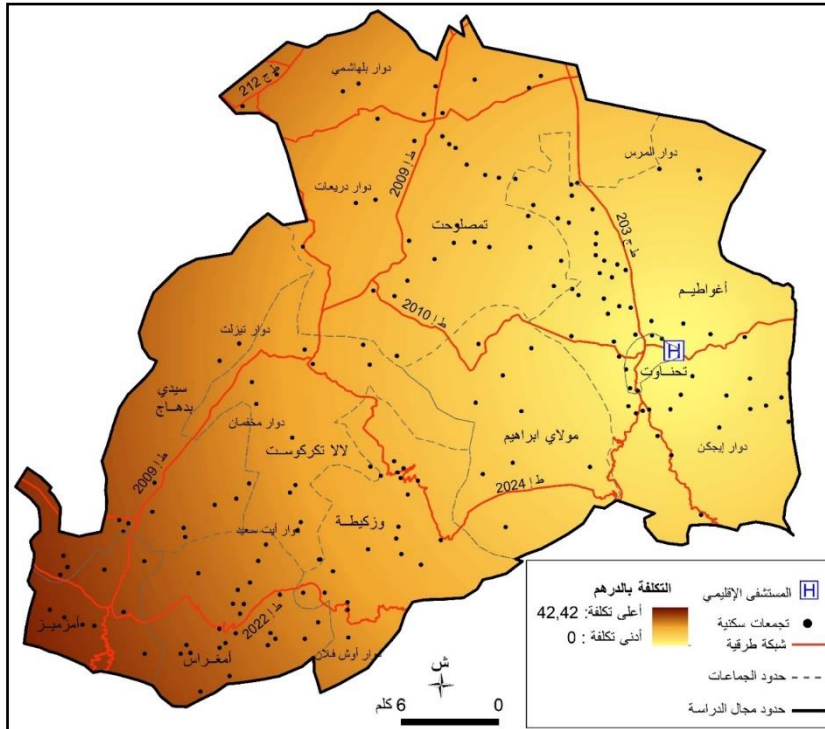 دوار بلهاشمي
ط ج 212
دوار المرس
ط إ 2009
دوار دريعات
تمصلوحت
ط ج 203
أغواطيم
ط إ 2010
دوار تيزلت
تحناوت
سيدي
بدهاج
دوار مخفمان
مولاي ابراهيم
دوار إيجكن
لالا تكركوست
ط إ 2009
ط إ 2024
وزكيطة
دوار أيت سعيد
أمزميز
ط إ 2022
أمغراس
دوار أوش فلان
ش
6 كلم
0
التكلفة بالدرهم
أعلى تكلفة: 42,42
أدنى تكلفة : 0
H المستشفى الإقليمي
تجمعات سكنية
شبكة طرقية
حدود الجماعات
حدود مجال الدراسة
H